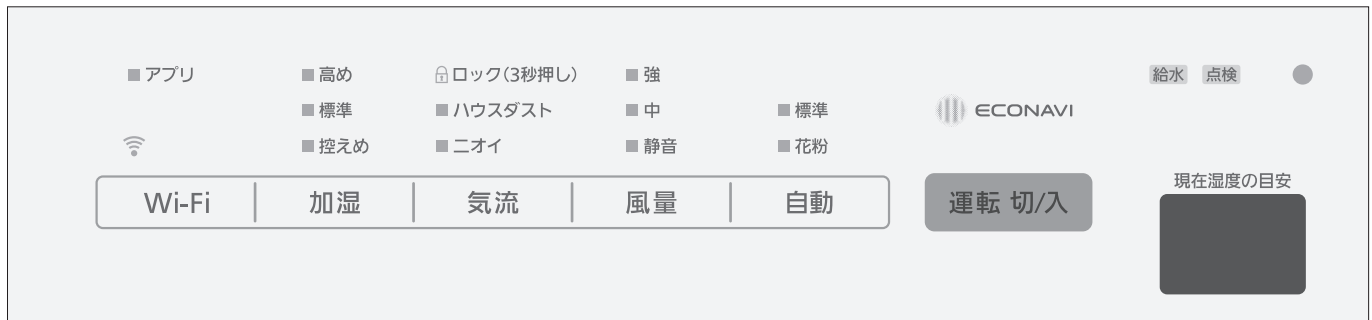 アプリ
高め
ロック(3秒押し)
強
給水
点検
標準
ハウスダスト
中
標準
ECONAVI
控えめ
ニオイ
静音
花粉
Wi-Fi
加湿
気流
風量
自動
運転 切/入
現在湿度の目安